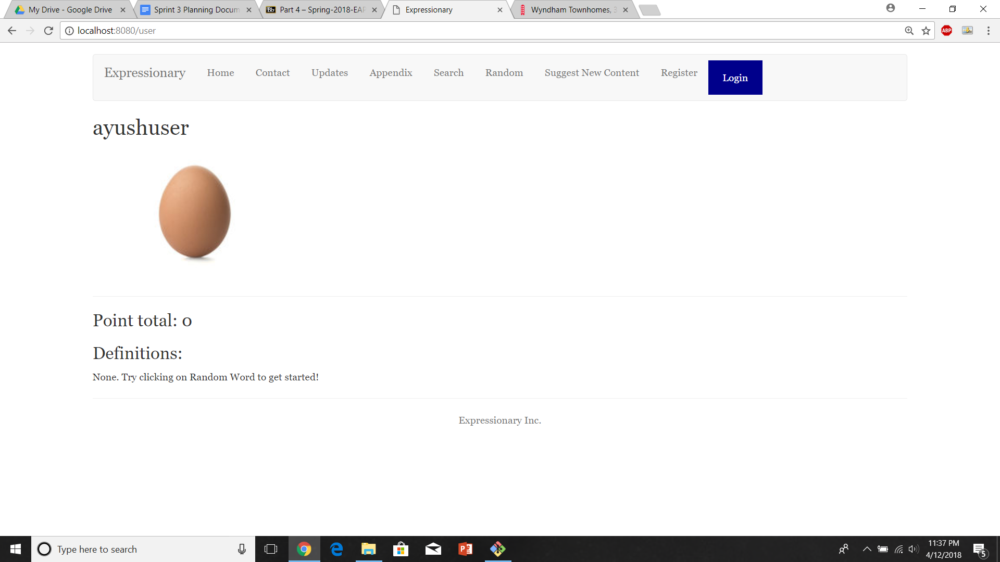 My Drive - Google Drive
Sprint 3 Planning Docum
Bb Part 4 – Spring-2018-EAP
Expressionary
Wyndham Townhomes, 3
localhost:8080/user
ABP
Expressionary Home Contact Updates Appendix Search Random Suggest New Content Register Login
ayushuser
Point total: 0
Definitions:
None. Try clicking on Random Word to get started!
Expressionary Inc.
Type here to search
11:37 PM
4/12/2018
5